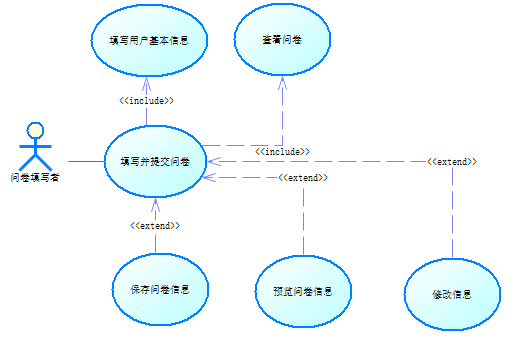 填写用户基本信息
查看问卷
<<include>>
填写并提交问卷
<<include>>
<<extend>>
<<extend>>
问卷填写者
<<extend>>
保存问卷信息
预览问卷信息
修改信息